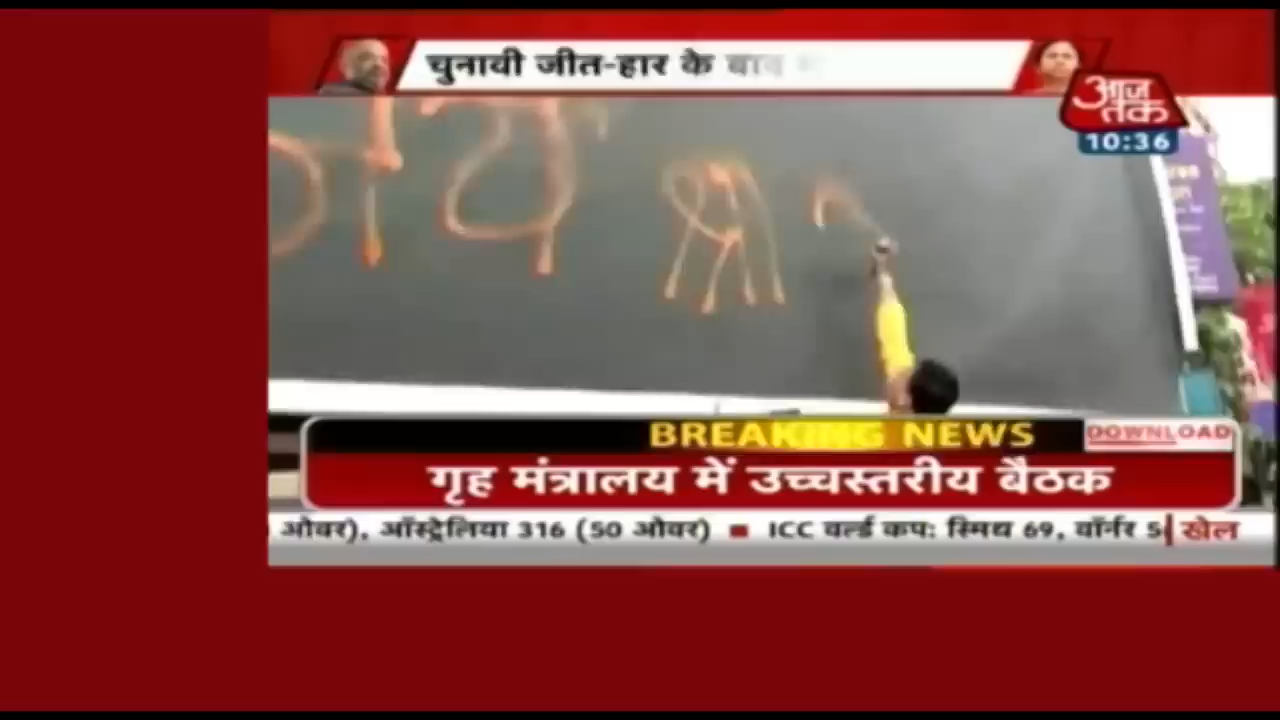 चुनावी जीत-हार के बाद
आज
तक
10:36
जय श्र
BREAKING NEWS
DOWNLOAD
गृह मंत्रालय में उच्चस्तरीय बैठक
ओवर), ऑस्ट्रेलिया 316 (50 ओवर) ■ ICC वर्ल्ड कप: स्मिथ 69, वॉर्नर 5
खेल